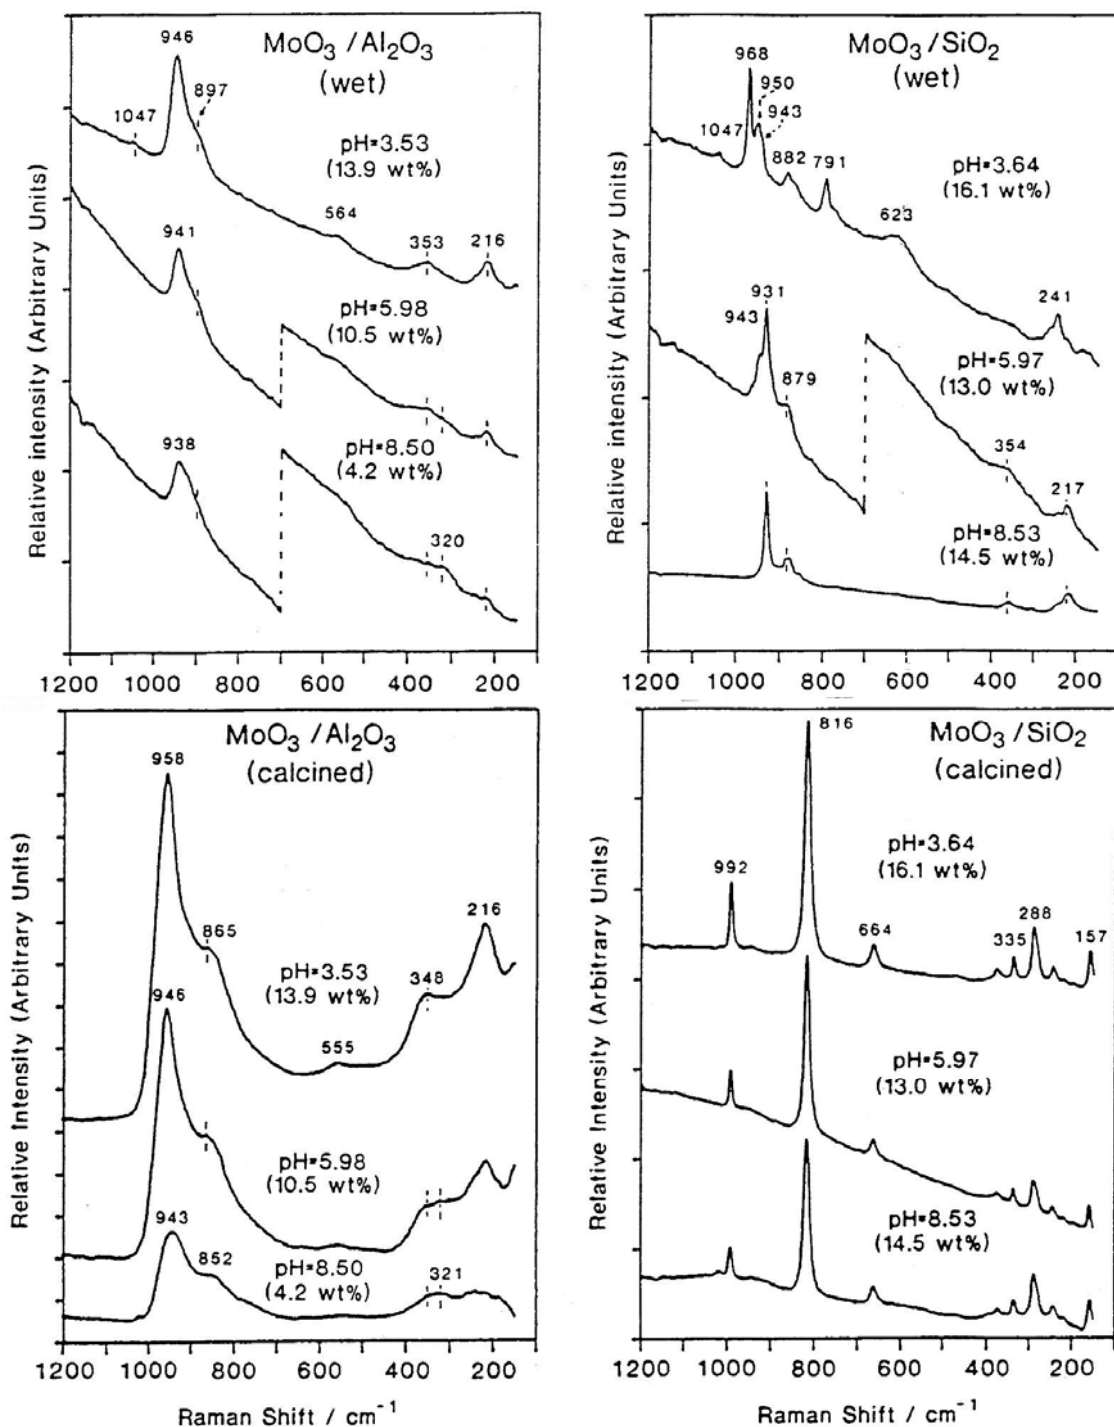 MoO₃/Al₂O₃
(wet)
946
897
1047
pH=3.53
(13.9 wt%)
564
353
216
941
pH=5.98
(10.5 wt%)
938
pH=8.50
(4.2 wt%)
320
Relative intensity (Arbitrary Units)
1200 1000 800 600 400 200
MoO₃/SiO₂
(wet)
968
950
943
1047
882
791
pH=3.64
(16.1 wt%)
623
241
931
943
879
pH=5.97
(13.0 wt%)
354
217
pH=8.53
(14.5 wt%)
Relative intensity (Arbitrary Units)
1200 1000 800 600 400 200
MoO₃/Al₂O₃
(calcined)
958
865
216
pH=3.53
(13.9 wt%)
348
946
555
pH=5.98
(10.5 wt%)
943
852
pH=8.50
(4.2 wt%)
321
Relative Intensity (Arbitrary Units)
1200 1000 800 600 400 200
Raman Shift / cm⁻¹
816
MoO₃/SiO₂
(calcined)
pH=3.64
(16.1 wt%)
992
664
335
288
157
pH=5.97
(13.0 wt%)
pH=8.53
(14.5 wt%)
Relative Intensity (Arbitrary Units)
1200 1000 800 600 400 200
Raman Shift / cm⁻¹